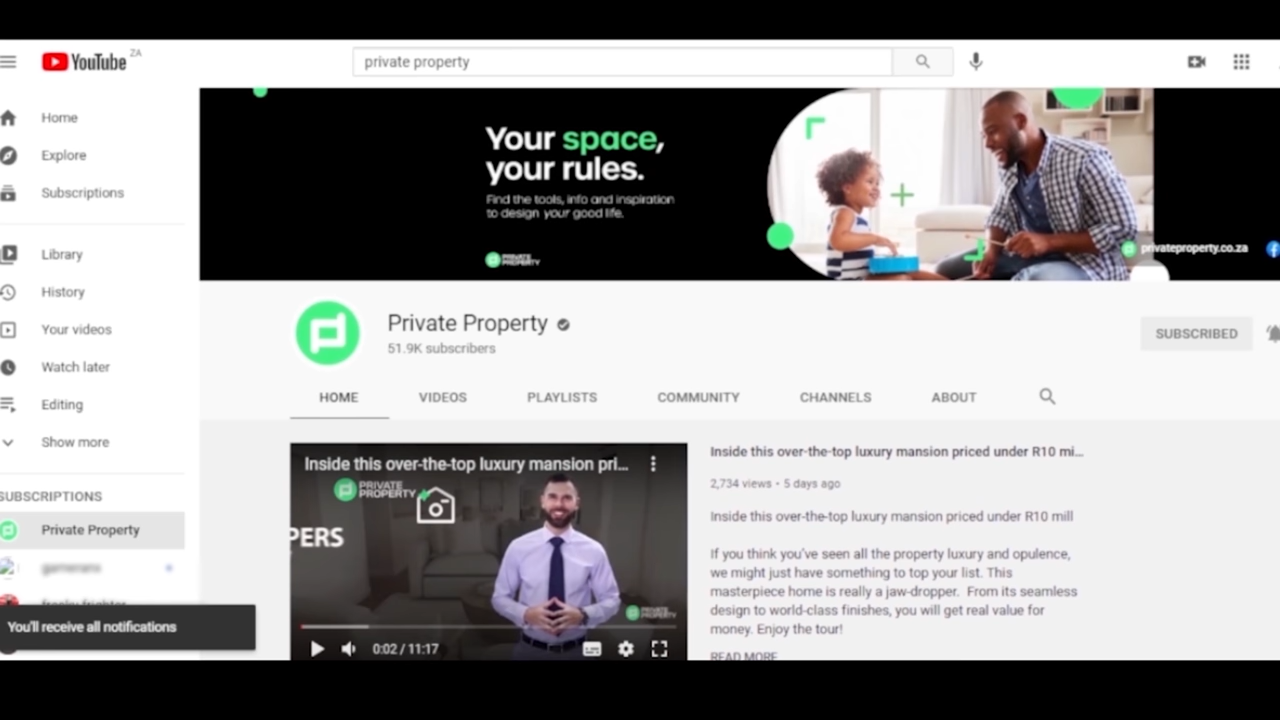 YouTube ZA
private property
Home
Explore
Subscriptions
Library
History
Your videos
Watch later
Editing
Show more
SUBSCRIPTIONS
Private Property
You'll receive all notifications
Your space,
your rules.
Find the tools, info and inspiration
to design your good life.
PRIVATE
PROPERTY
privateproperty.co.za
Private Property
51.9K subscribers
SUBSCRIBED
HOME VIDEOS PLAYLISTS COMMUNITY CHANNELS ABOUT
Inside this over-the-top luxury mansion pri...
PRIVATE
PROPERTY
PERS
PRIVATE
PROPERTY
0:02 / 11:17
Inside this over-the-top luxury mansion priced under R10 mi...
2,734 views • 5 days ago
Inside this over-the-top luxury mansion priced under R10 mill
If you think you've seen all the property luxury and opulence,
we might just have something to top your list. This
masterpiece home is really a jaw-dropper. From its seamless
design to world-class finishes, you will get real value for
money. Enjoy the tour!
READ MORE